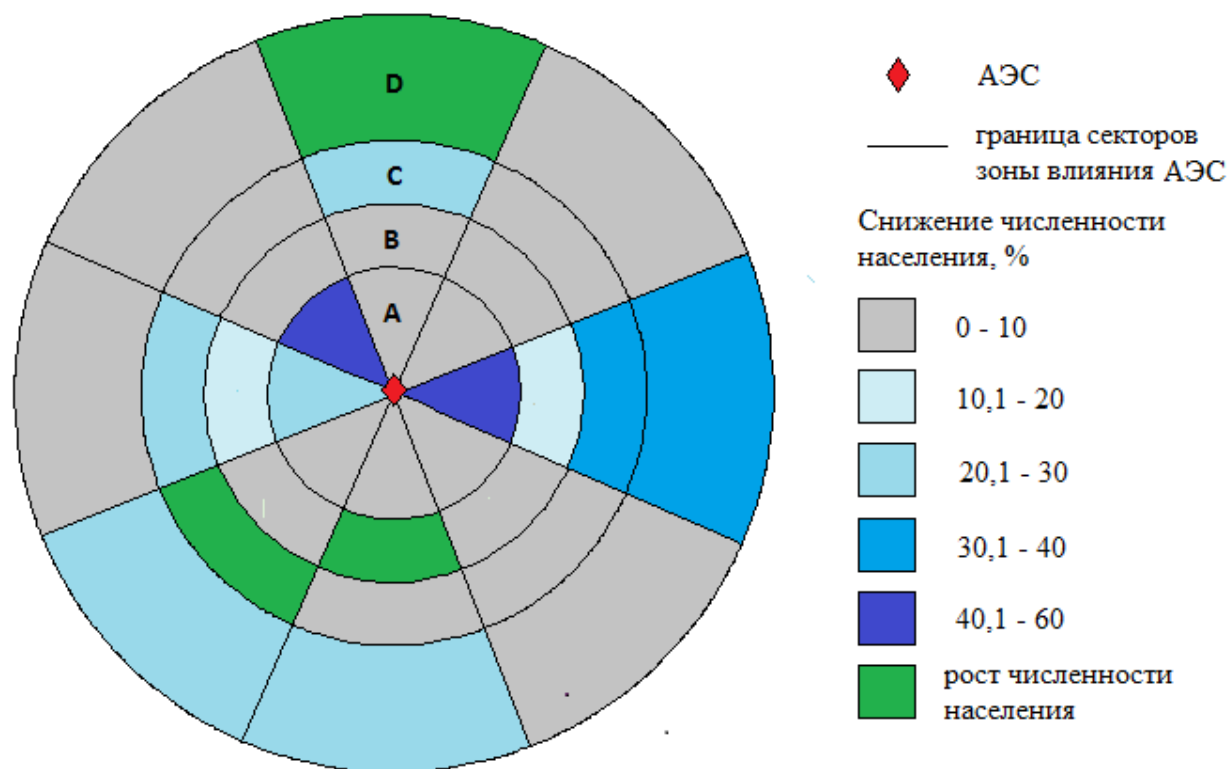 D
C
B
A
АЭС
граница секторов
зоны влияния АЭС
Снижение численности
населения, %
0 - 10
10,1 - 20
20,1 - 30
30,1 - 40
40,1 - 60
рост численности
населения